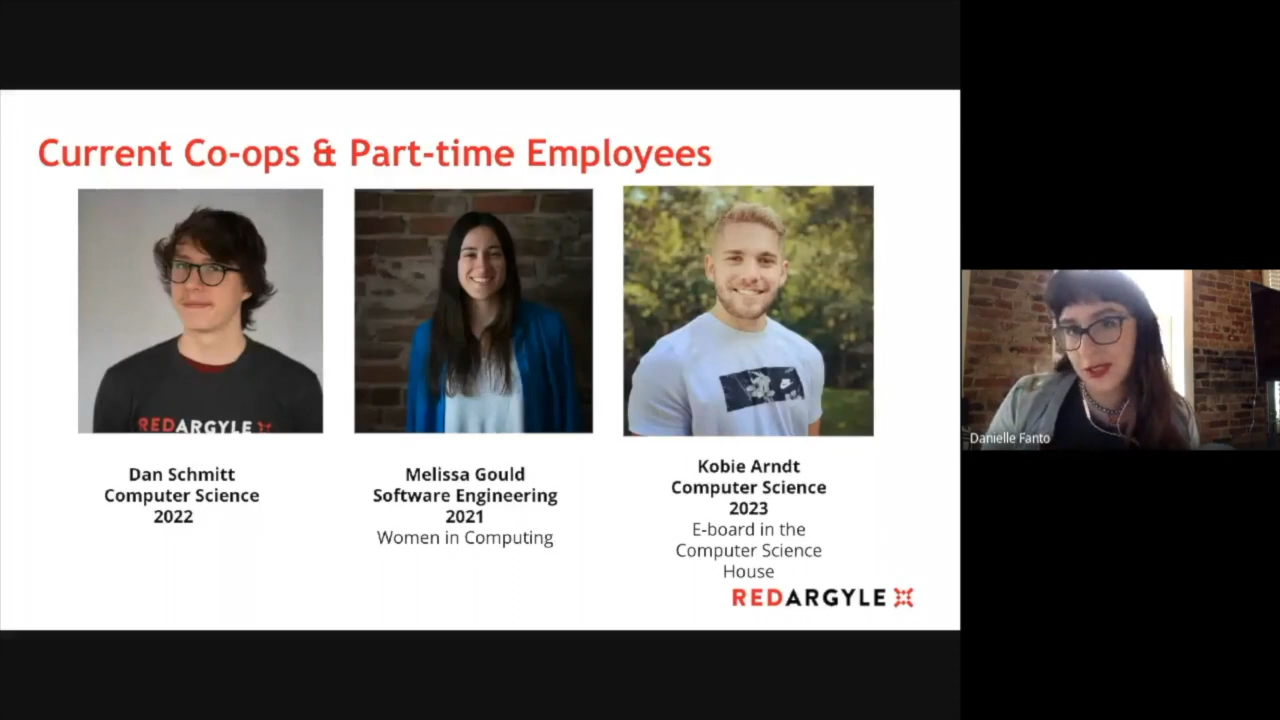 Current Co-ops & Part-time Employees
REDARGYLE
Dan Schmitt
Computer Science
2022
Melissa Gould
Software Engineering
2021
Women in Computing
Kobie Arndt
Computer Science
2023
E-board in the
Computer Science
House
REDARGYLE
Danielle Fanto